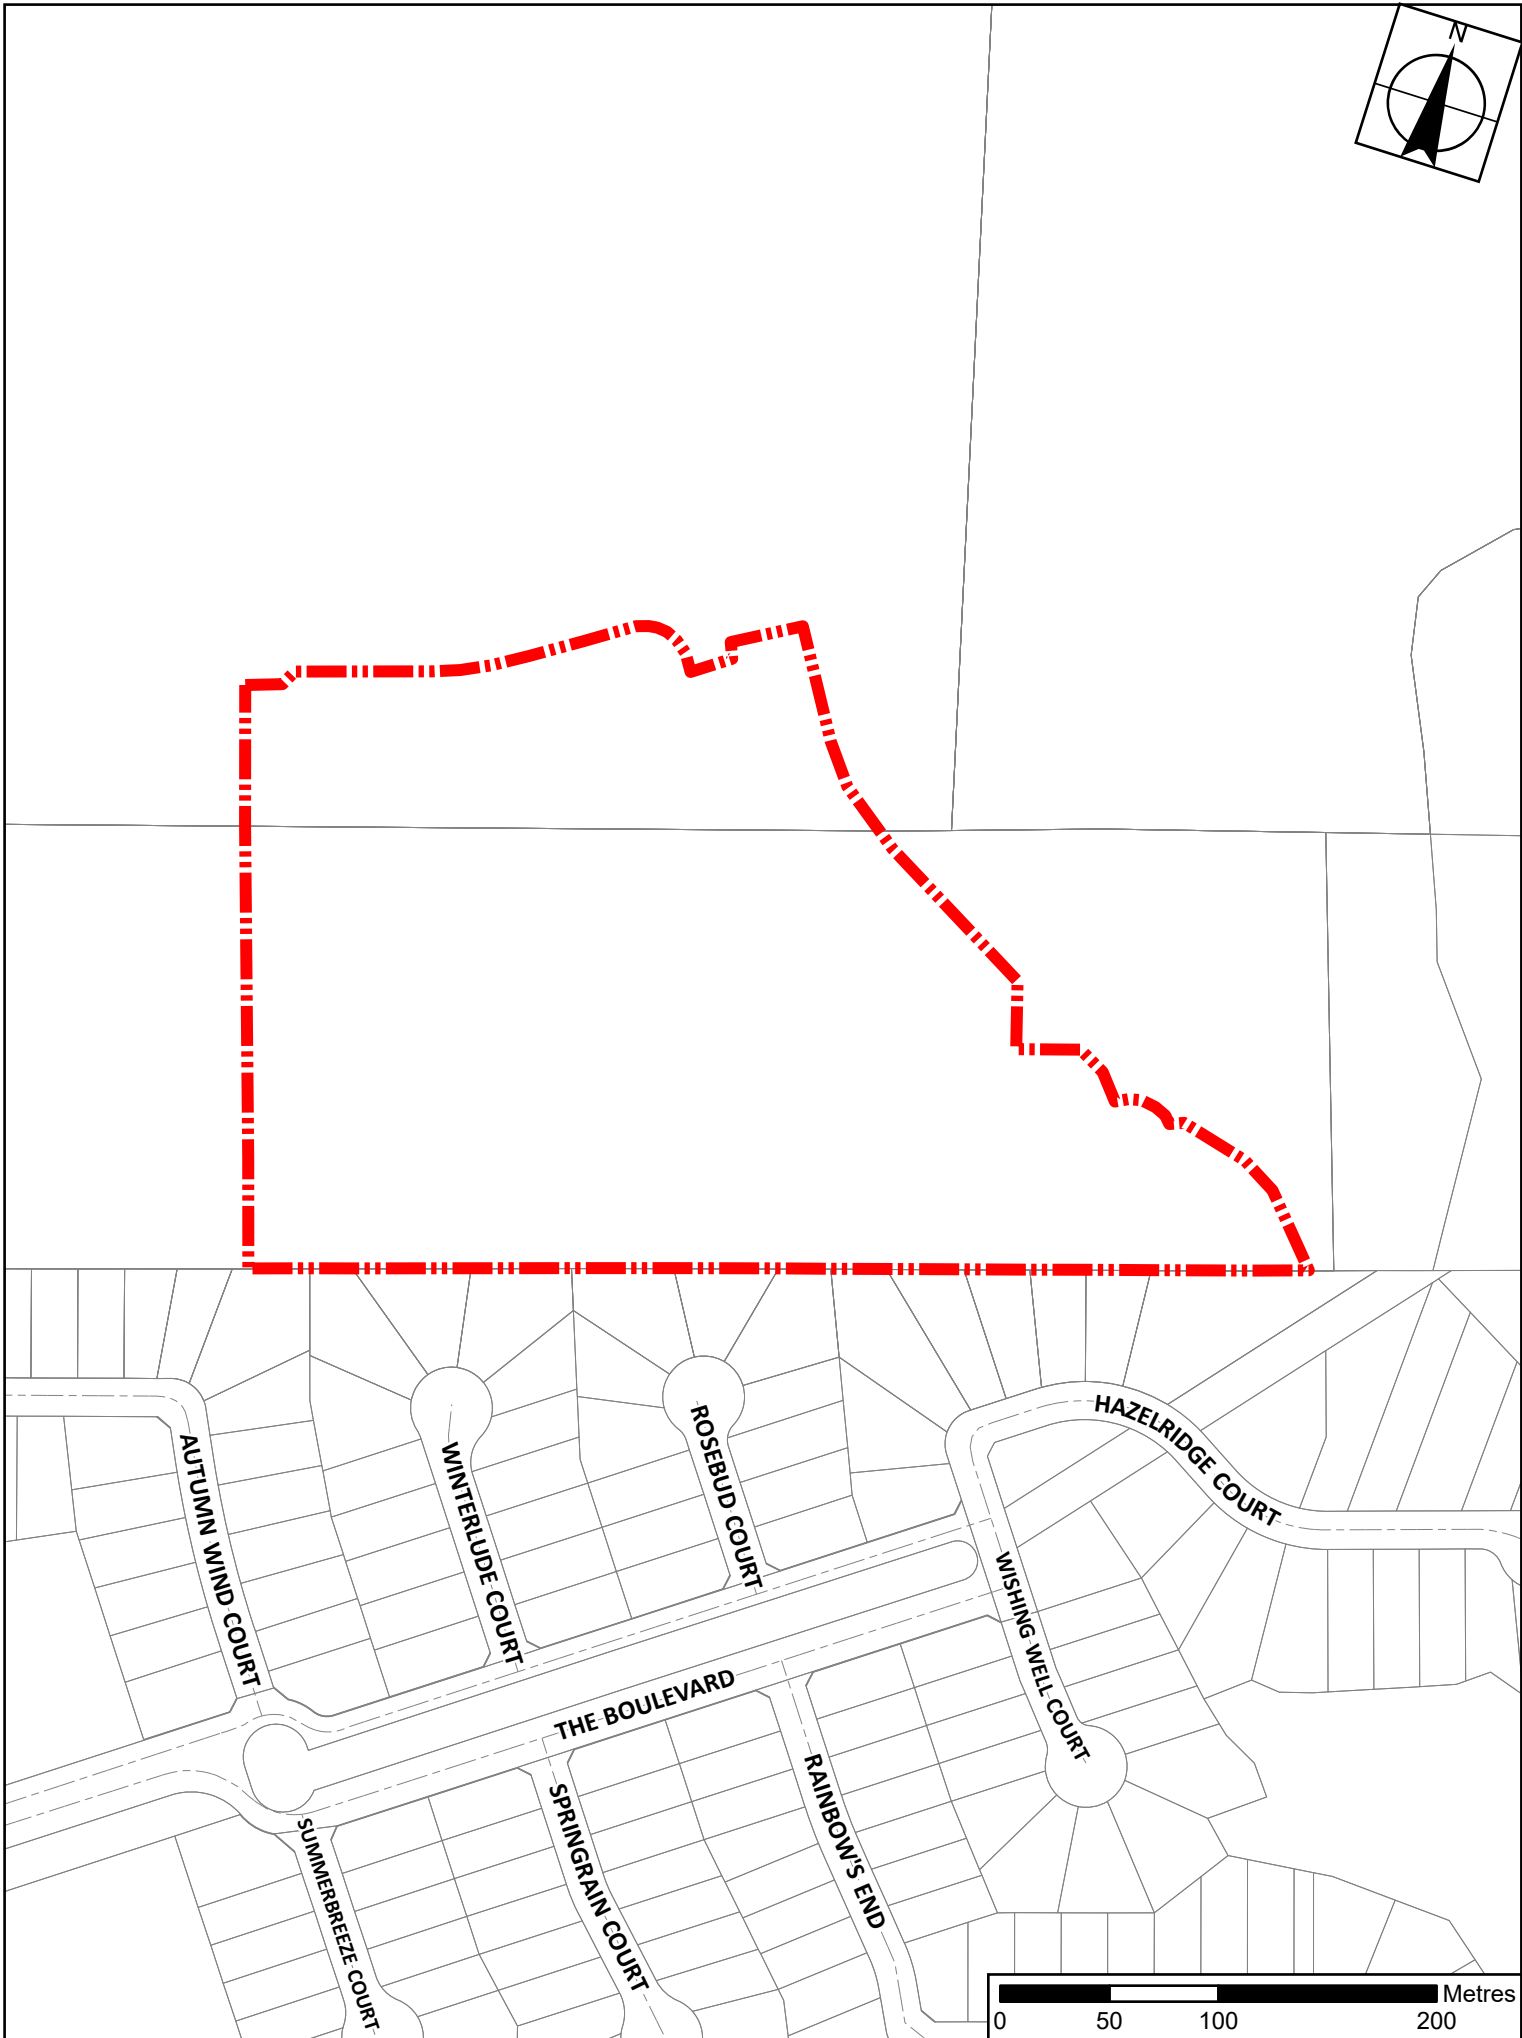 N
HAZELRIDGE COURT
ROSEBUD COURT
AUTUMN WIND COURT
WINTERLUDE COURT
WISHING WELL COURT
THE BOULEVARD
RAINBOW'S END
SPRINGRAIN COURT
SUMMERBREEZE COURT
Metres
0 50 100 200